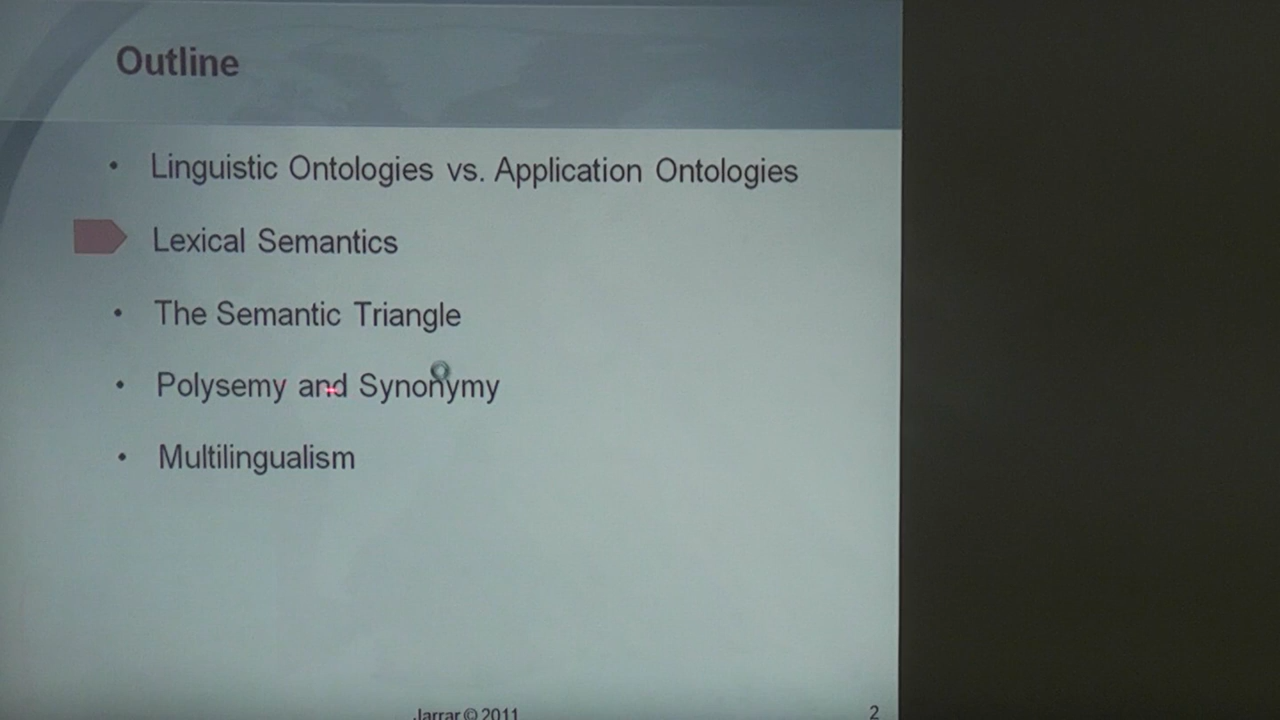 Outline
• Linguistic Ontologies vs. Application Ontologies
Lexical Semantics
• The Semantic Triangle
• Polysemy and Synonymy
• Multilingualism
Jarrar © 2011
2